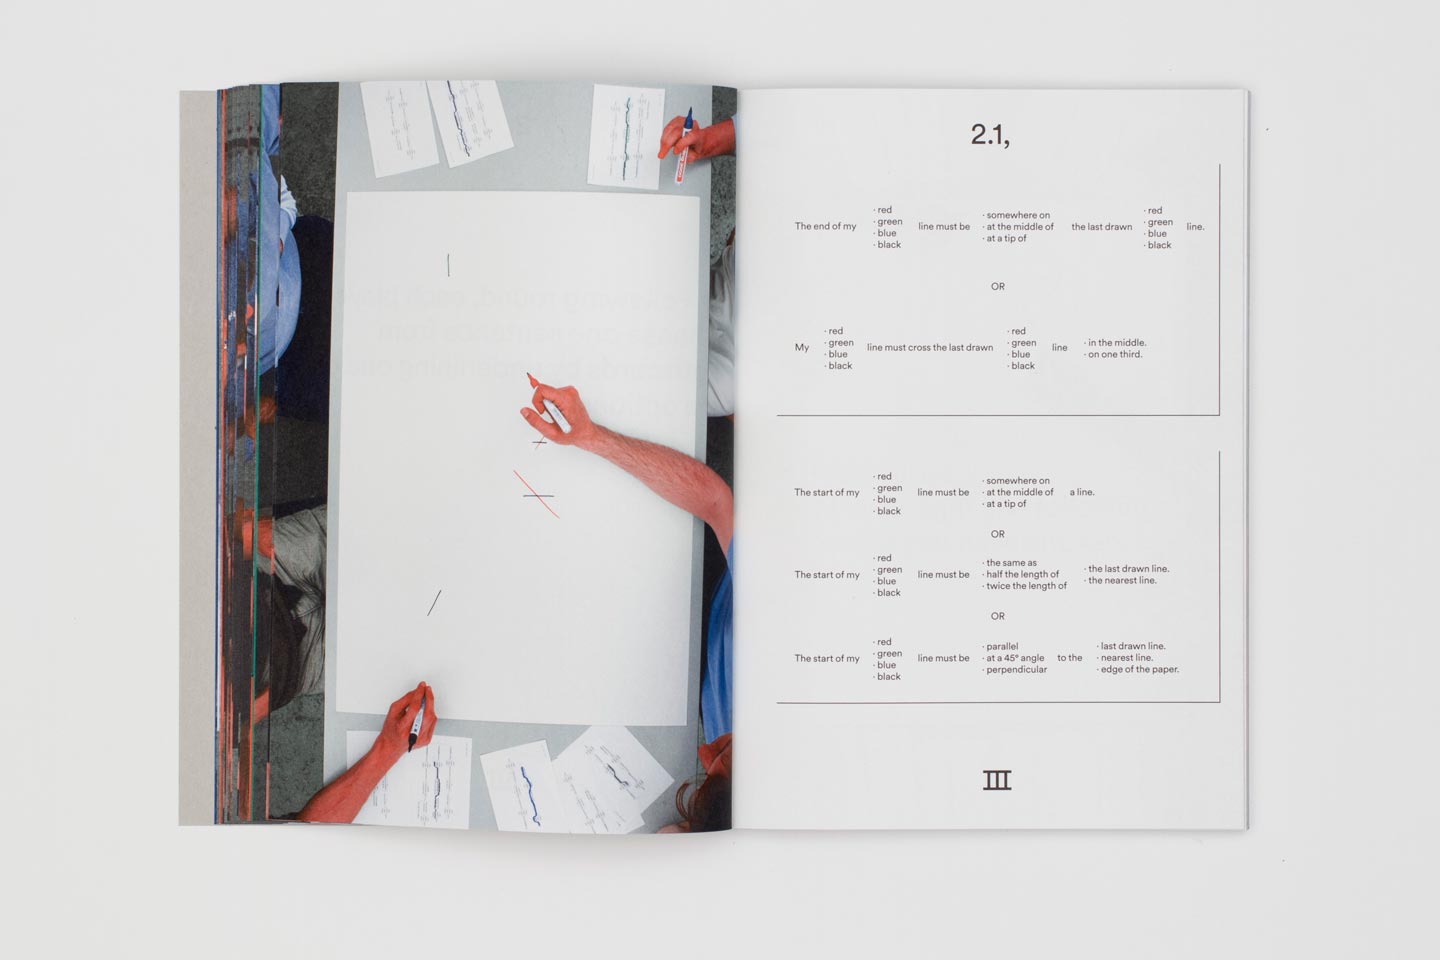 2.1,
The end of my
· red
· green
· blue
· black
line must be
· somewhere on
· at the middle of
· at a tip of
the last drawn
· red
· green
· blue
· black
line.
OR
My
· red
· green
· blue
· black
line must cross the last drawn
· red
· green
· blue
· black
line
· in the middle.
· on one third.
The start of my
· red
· green
· blue
· black
line must be
· somewhere on
· at the middle of
· at a tip of
a line.
OR
The start of my
· red
· green
· blue
· black
line must be
· the same as
· half the length of
· twice the length of
· the last drawn line.
· the nearest line.
OR
The start of my
· red
· green
· blue
· black
line must be
· parallel
· at a 45° angle
· perpendicular
to the
· last drawn line.
· nearest line.
· edge of the paper.
III